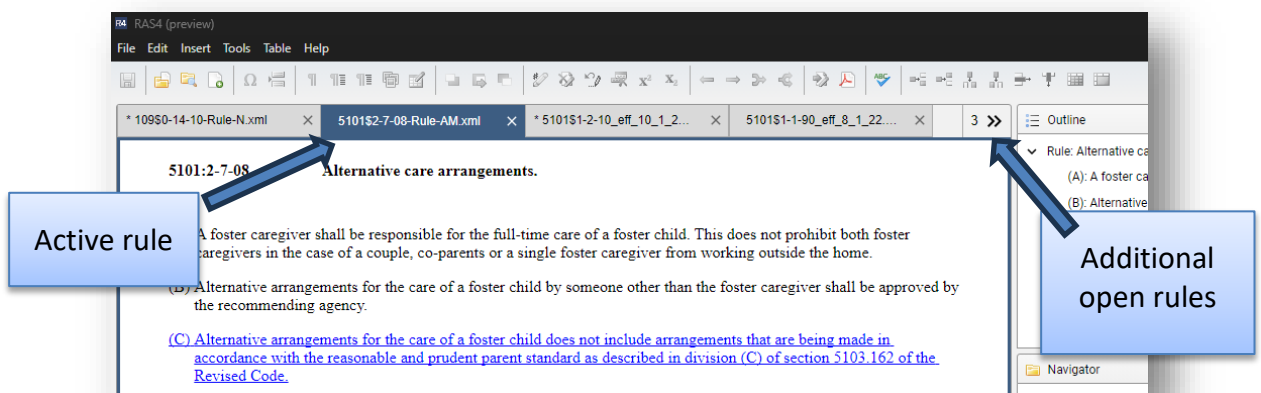 R4 RAS4 (preview)
File Edit Insert Tools Table Help
* 109$0-14-10-Rule-N.xml × 5101$2-7-08-Rule-AM.xml × * 5101$1-2-10_eff_10_1_2... × 5101$1-1-90_eff_8_1_22.... × 3 »
Outline
Rule: Alternative ca
(A): A foster ca
(B): Alternative
5101:2-7-08 Alternative care arrangements.
A foster caregiver shall be responsible for the full-time care of a foster child. This does not prohibit both foster
caregivers in the case of a couple, co-parents or a single foster caregiver from working outside the home.
(B) Alternative arrangements for the care of a foster child by someone other than the foster caregiver shall be approved by
the recommending agency.
(C) Alternative arrangements for the care of a foster child does not include arrangements that are being made in
accordance with the reasonable and prudent parent standard as described in division (C) of section 5103.162 of the
Revised Code.
Navigator
Active rule
Additional
open rules